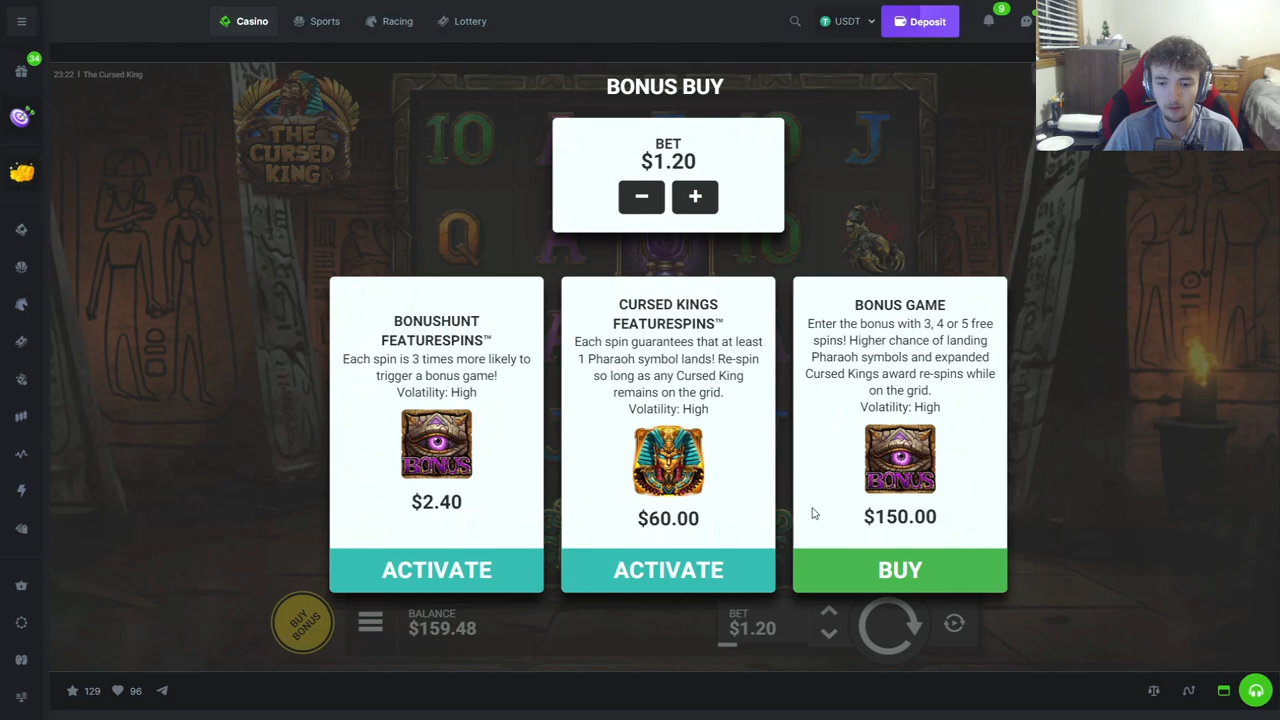 Casino
Sports
Racing
Lottery
USDT
Deposit
9
34
23:22 | The Cursed King
THE
CURSED
KING
10
J
Q
A
10
BONUS BUY
BET
$1.20
BONUSHUNT
FEATURESPINS™
Each spin is 3 times more likely to
trigger a bonus game!
Volatility: High
BONUS
$2.40
ACTIVATE
CURSED KINGS
FEATURESPINS™
Each spin guarantees that at least
1 Pharaoh symbol lands! Re-spin
so long as any Cursed King
remains on the grid.
Volatility: High
$60.00
ACTIVATE
BONUS GAME
Enter the bonus with 3, 4 or 5 free
spins! Higher chance of landing
Pharaoh symbols and expanded
Cursed Kings award re-spins while
on the grid.
Volatility: High
BONUS
$150.00
BUY
BUY
BONUS
BALANCE
$159.48
BET
$1.20
129
96